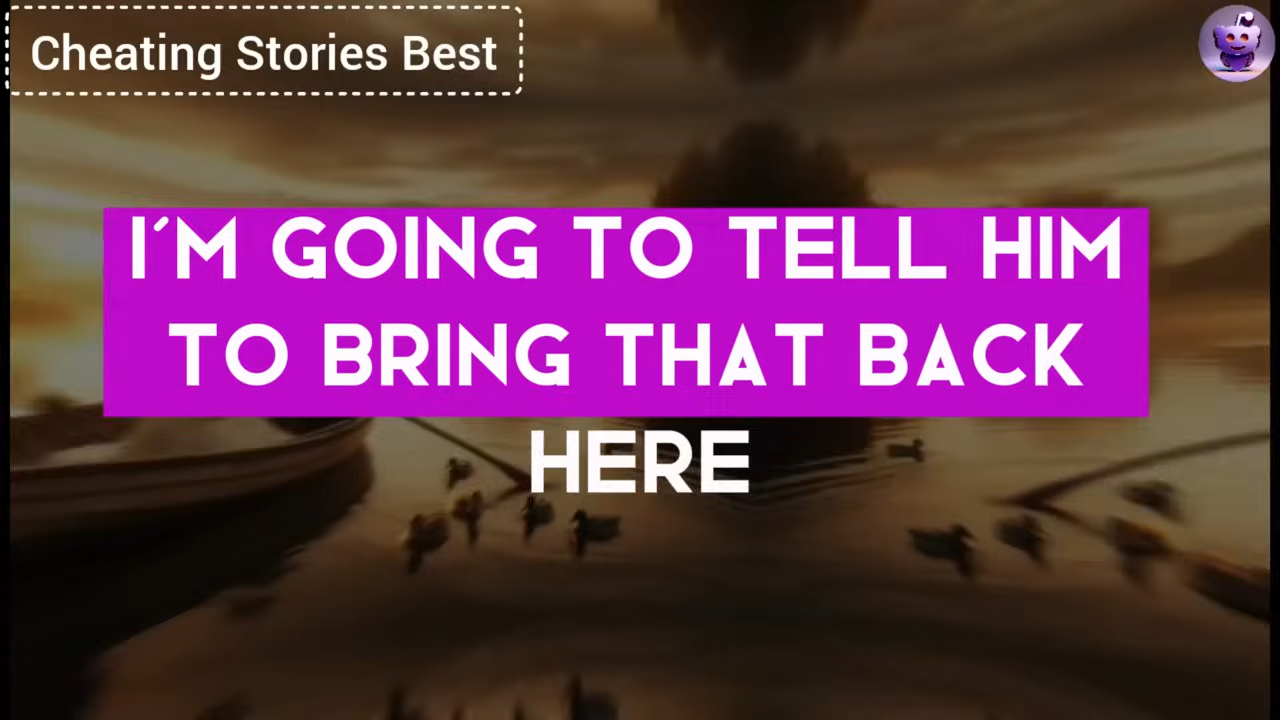 Cheating Stories Best
I'M GOING TO TELL HIM
TO BRING THAT BACK
HERE